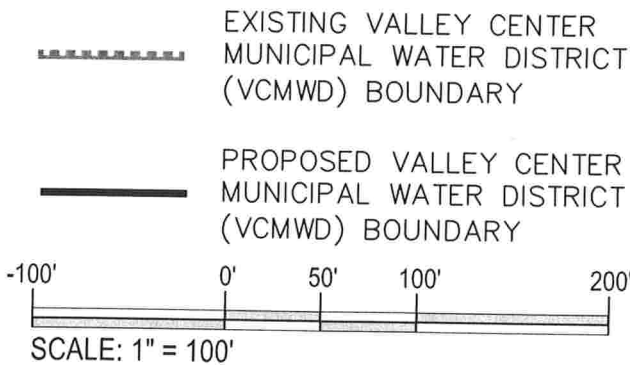 EXISTING VALLEY CENTER
MUNICIPAL WATER DISTRICT
(VCMWD) BOUNDARY
PROPOSED VALLEY CENTER
MUNICIPAL WATER DISTRICT
(VCMWD) BOUNDARY
-100' 0' 50' 100' 200'
SCALE: 1" = 100'